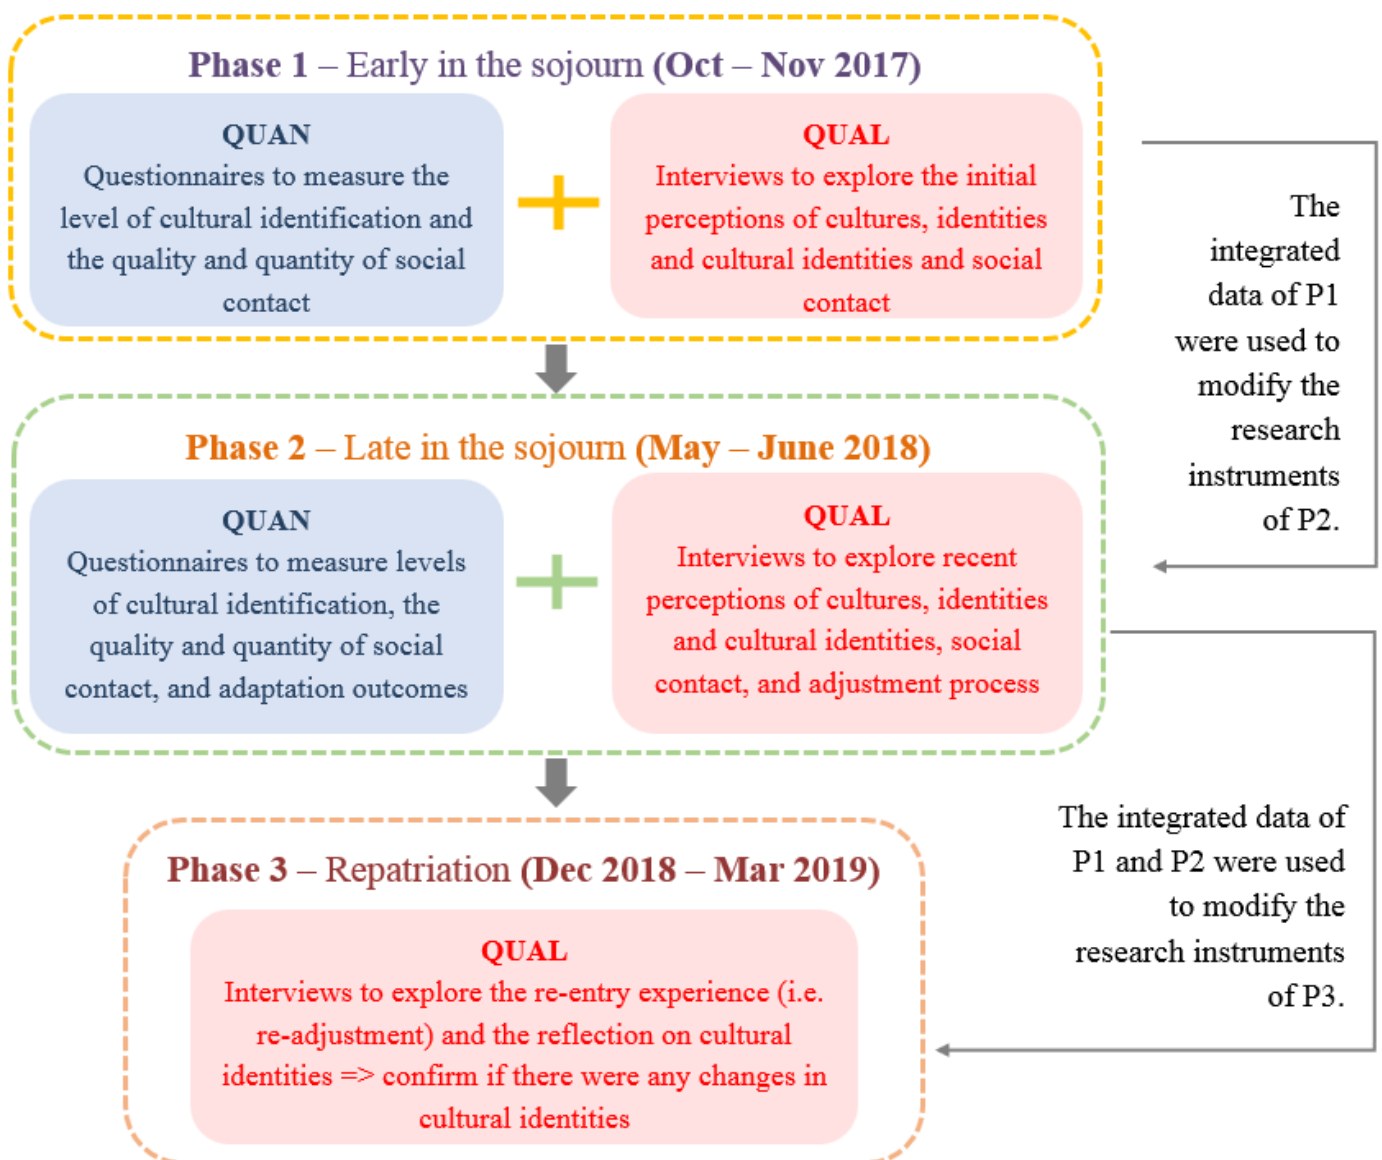 Phase 1 – Early in the sojourn (Oct – Nov 2017)
QUAN
Questionnaires to measure the
level of cultural identification and
the quality and quantity of social
contact
QUAL
Interviews to explore the initial
perceptions of cultures, identities
and cultural identities and social
contact
The
integrated
data of P1
were used to
modify the
research
instruments
of P2.
Phase 2 – Late in the sojourn (May – June 2018)
QUAN
Questionnaires to measure levels
of cultural identification, the
quality and quantity of social
contact, and adaptation outcomes
QUAL
Interviews to explore recent
perceptions of cultures, identities
and cultural identities, social
contact, and adjustment process
The integrated data of
P1 and P2 were used
to modify the
research instruments
of P3.
Phase 3 – Repatriation (Dec 2018 – Mar 2019)
QUAL
Interviews to explore the re-entry experience (i.e.
re-adjustment) and the reflection on cultural
identities => confirm if there were any changes in
cultural identities